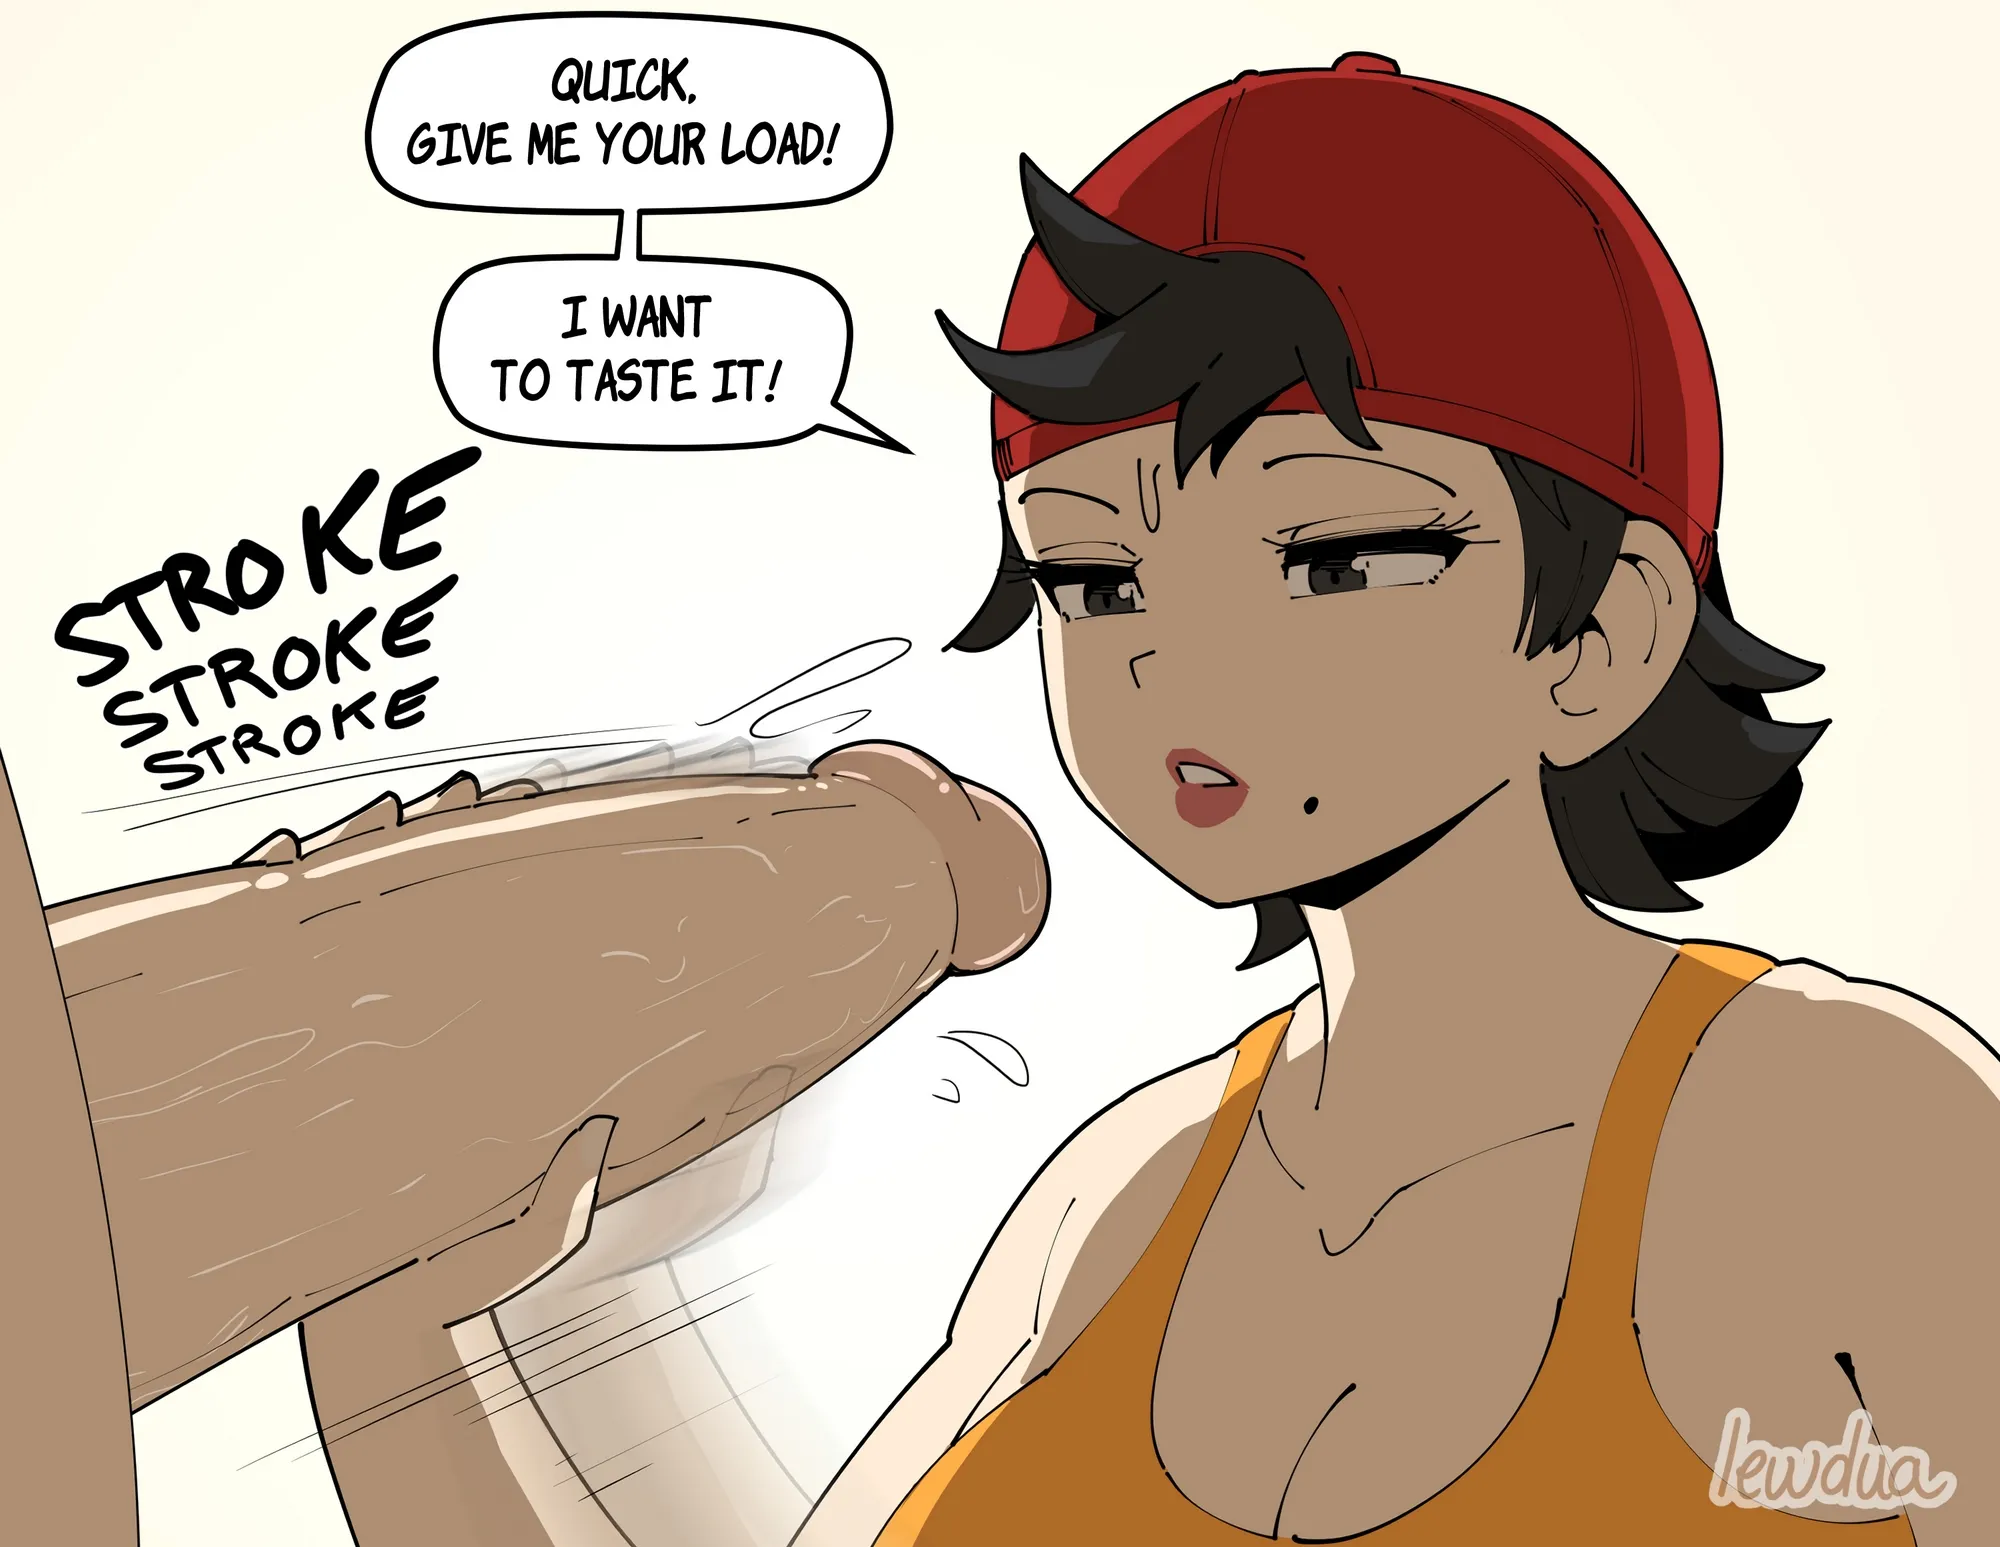 QUICK,
GIVE ME YOUR LOAD!
I WANT
TO TASTE IT!
STROKE
STROKE
STROKE
lewdua